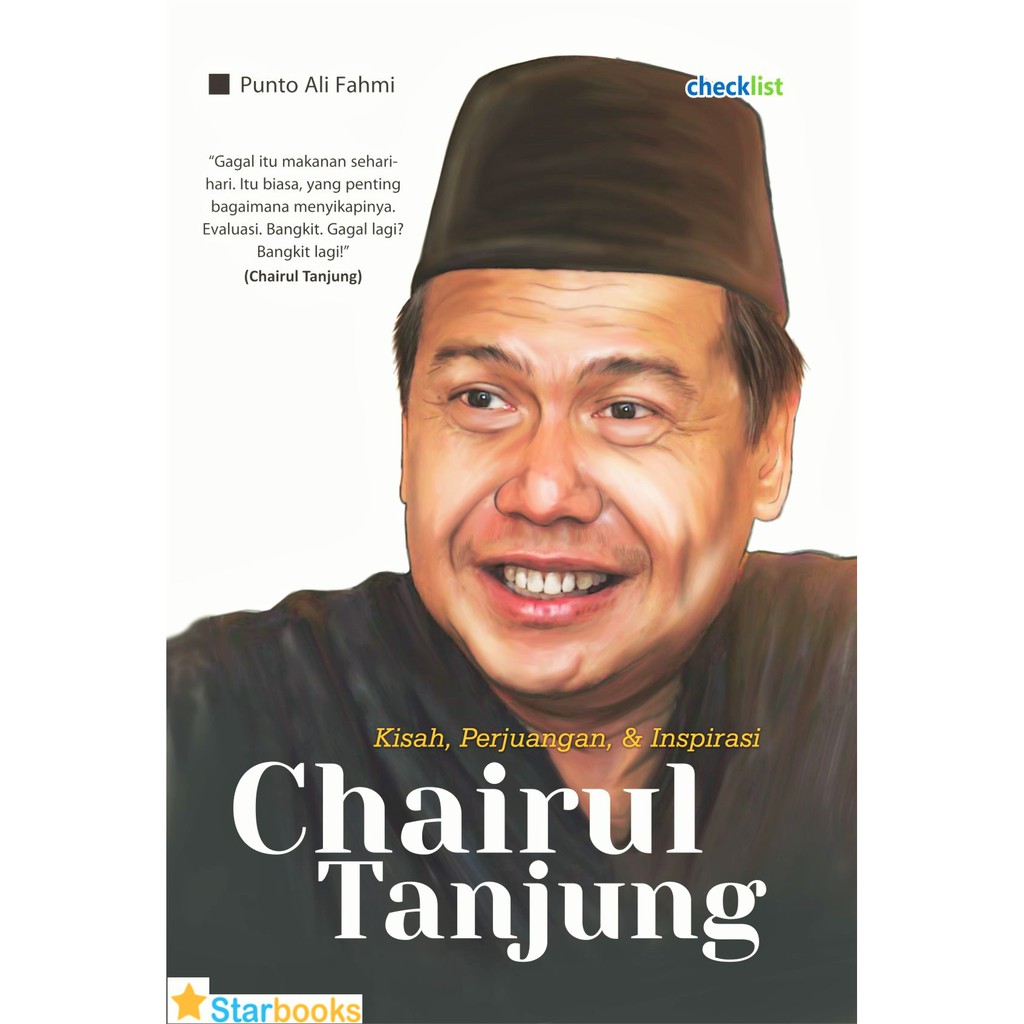 Punto Ali Fahmi
checklist
“Gagal itu makanan sehari-
hari. Itu biasa, yang penting
bagaimana menyikapinya.
Evaluasi. Bangkit. Gagal lagi?
Bangkit lagi!”
(Chairul Tanjung)
Kisah, Perjuangan, & Inspirasi
Chairul
Tanjung
Starbooks